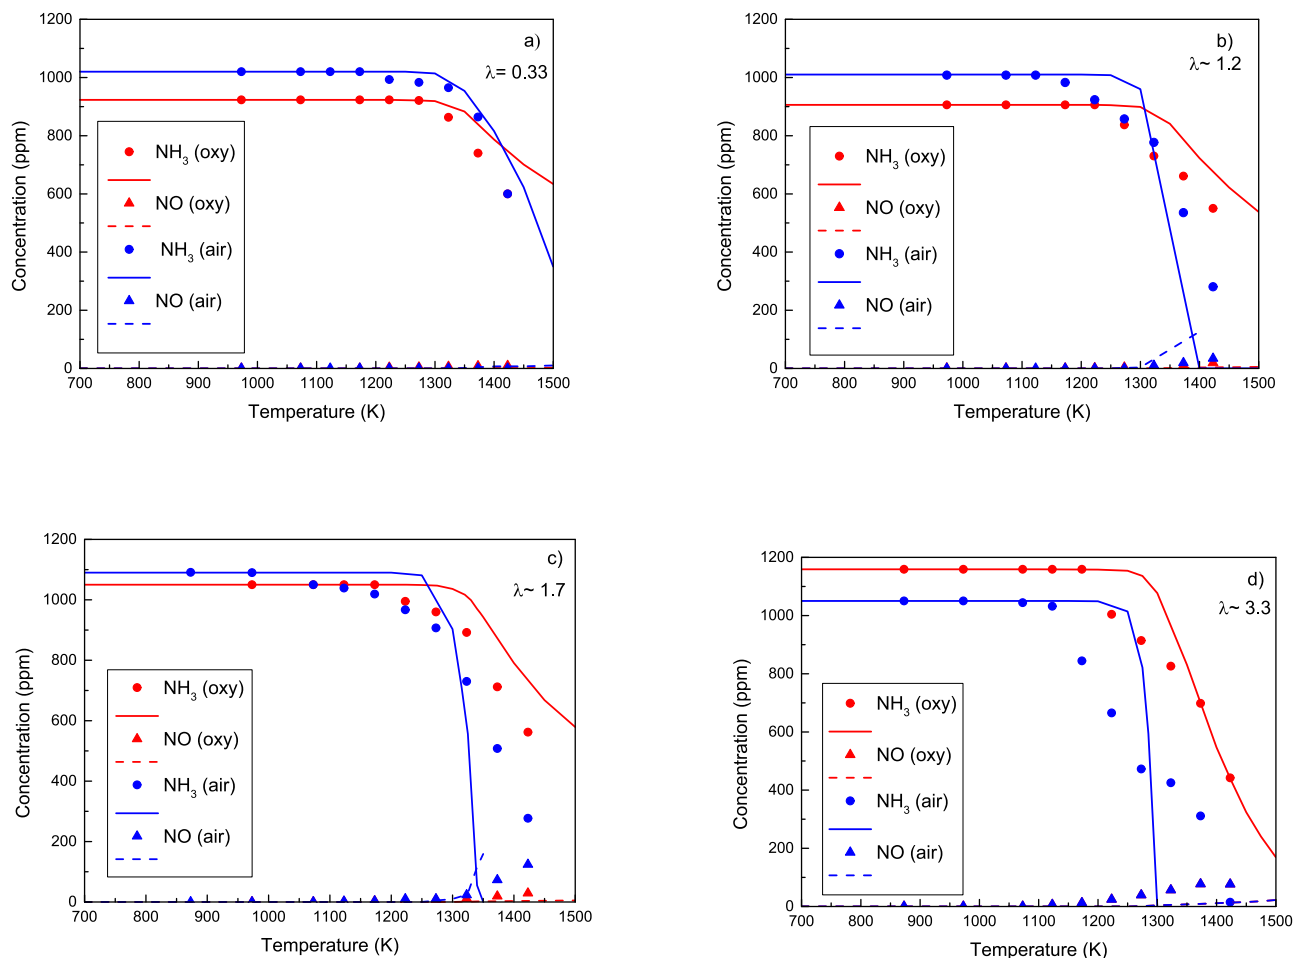 a)
λ= 0.33
1200
1000
800
600
400
200
0
Concentration (ppm)
NH3 (oxy)
NO (oxy)
NH3 (air)
NO (air)
700 800 900 1000 1100 1200 1300 1400 1500
Temperature (K)
b)
λ~ 1.2
1200
1000
800
600
400
200
0
Concentration (ppm)
NH3 (oxy)
NO (oxy)
NH3 (air)
NO (air)
700 800 900 1000 1100 1200 1300 1400 1500
Temperature (K)
c)
λ~ 1.7
1200
1000
800
600
400
200
0
Concentration (ppm)
NH3 (oxy)
NO (oxy)
NH3 (air)
NO (air)
700 800 900 1000 1100 1200 1300 1400 1500
Temperature (K)
d)
λ~ 3.3
1200
1000
800
600
400
200
0
Concentration (ppm)
NH3 (oxy)
NO (oxy)
NH3 (air)
NO (air)
700 800 900 1000 1100 1200 1300 1400 1500
Temperature (K)